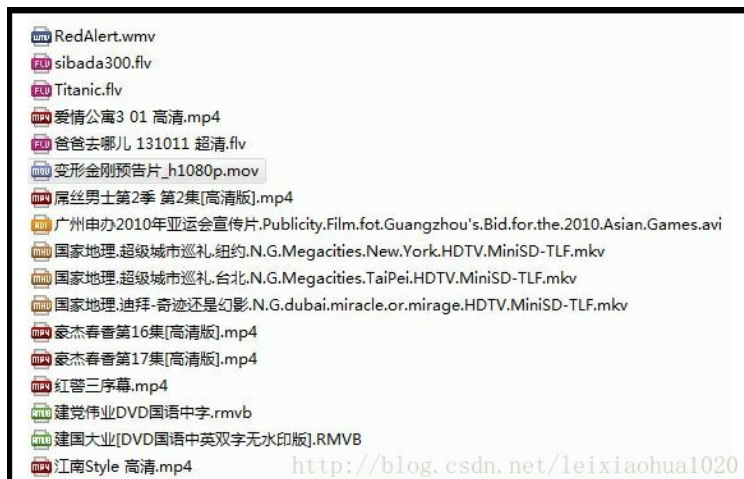 RedAlert.wmv
sibada300.flv
Titanic.flv
爱情公寓3 01 高清.mp4
爸爸去哪儿 131011 超清.flv
变形金刚预告片_h1080p.mov
屌丝男士第2季 第2集[高清版].mp4
广州申办2010年亚运会宣传片.Publicity.Film.fot.Guangzhou's.Bid.for.the.2010.Asian.Games.avi
国家地理.超级城市巡礼.纽约.N.G.Megacities.New.York.HDTV.MiniSD-TLF.mkv
国家地理.超级城市巡礼.台北.N.G.Megacities.TaiPei.HDTV.MiniSD-TLF.mkv
国家地理.迪拜-奇迹还是幻影.N.G.dubai.miracle.or.mirage.HDTV.MiniSD-TLF.mkv
豪杰春香第16集[高清版].mp4
豪杰春香第17集[高清版].mp4
红警三序幕.mp4
建党伟业DVD国语中字.rmvb
建国大业[DVD国语中英双字无水印版].RMVB
江南Style 高清.mp4
http://blog.csdn.net/leixiaohua1020